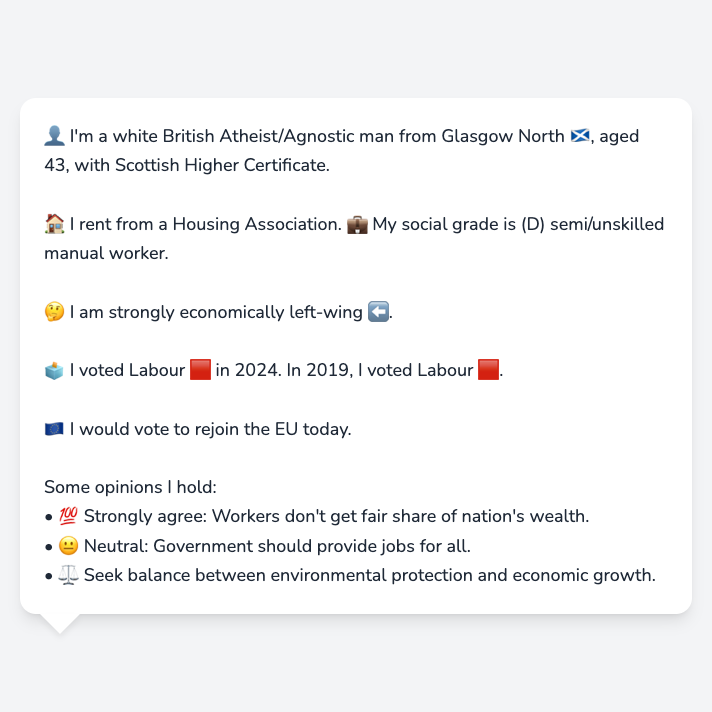 👤 I'm a white British Atheist/Agnostic man from Glasgow North 🏴󠁧󠁢󠁳󠁣󠁴󠁿, aged
43, with Scottish Higher Certificate.
🏠 I rent from a Housing Association. 💼 My social grade is (D) semi/unskilled
manual worker.
🤔 I am strongly economically left-wing ⬅️.
🗳️ I voted Labour 🟥 in 2024. In 2019, I voted Labour 🟥.
🇪🇺 I would vote to rejoin the EU today.
Some opinions I hold:
• 💯 Strongly agree: Workers don't get fair share of nation's wealth.
• 😐 Neutral: Government should provide jobs for all.
• ⚖️ Seek balance between environmental protection and economic growth.